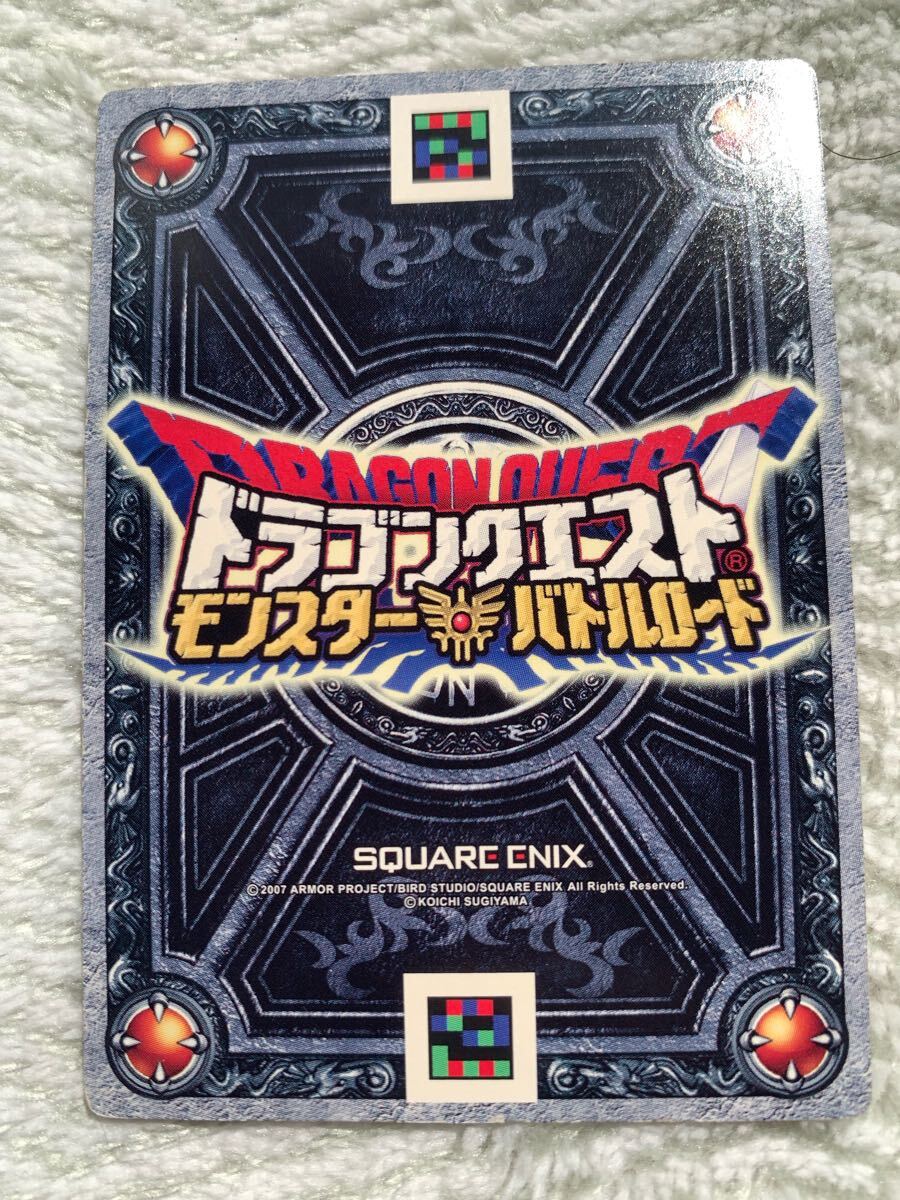 DRAGON QUEST
ドラゴンクエスト®
モンスターバトルロード
SQUARE ENIX®
©2007 ARMOR PROJECT/BIRD STUDIO/SQUARE ENIX All Rights Reserved.
©KOICHI SUGIYAMA